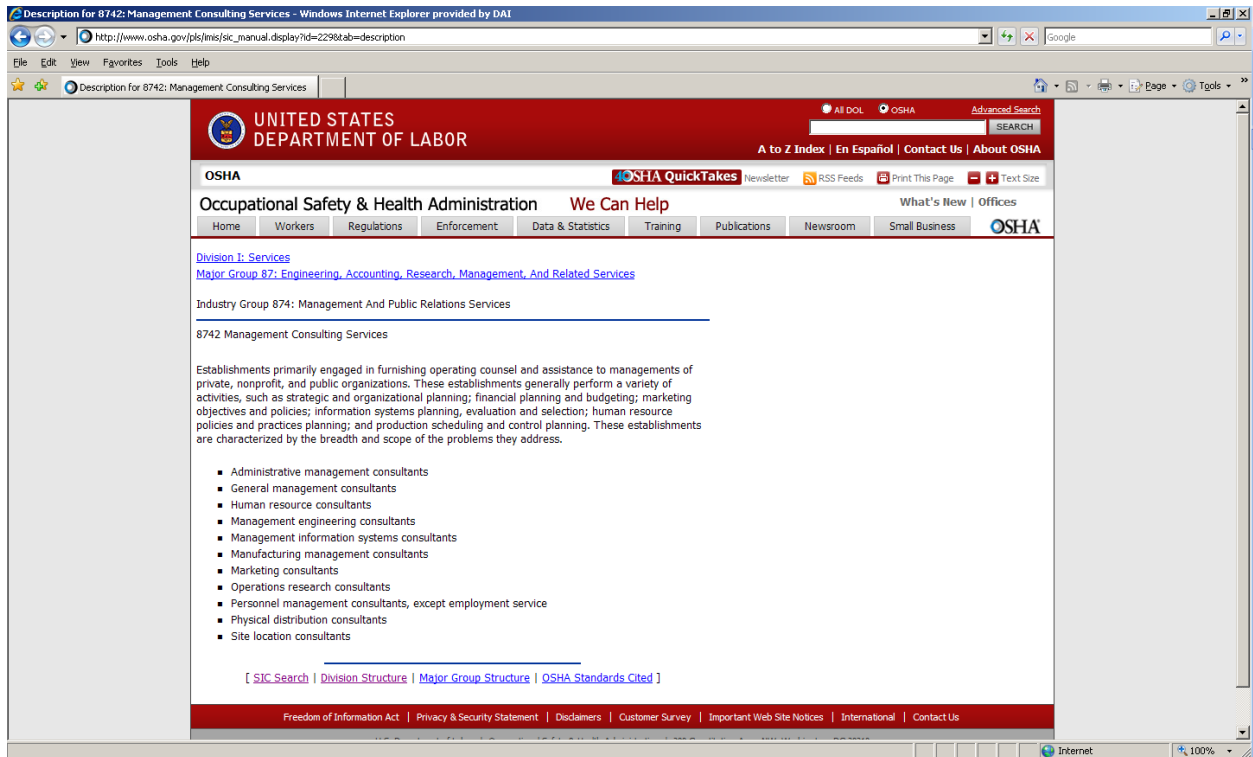 Description for 8742: Management Consulting Services - Windows Internet Explorer provided by DAI
http://www.osha.gov/pls/imis/sic_manual.display?id=229&tab=description
Google
File Edit View Favorites Tools Help
Description for 8742: Management Consulting Services
Page Tools
UNITED STATES
DEPARTMENT OF LABOR
All DOL OSHA Advanced Search
SEARCH
A to Z Index | En Español | Contact Us | About OSHA
OSHA
40SHA QuickTakes Newsletter RSS Feeds Print This Page Text Size
Occupational Safety & Health Administration We Can Help
What's New | Offices
Home Workers Regulations Enforcement Data & Statistics Training Publications Newsroom Small Business OSHA
Division I: Services
Major Group 87: Engineering, Accounting, Research, Management, And Related Services
Industry Group 874: Management And Public Relations Services
8742 Management Consulting Services
Establishments primarily engaged in furnishing operating counsel and assistance to managements of
private, nonprofit, and public organizations. These establishments generally perform a variety of
activities, such as strategic and organizational planning; financial planning and budgeting; marketing
objectives and policies; information systems planning, evaluation and selection; human resource
policies and practices planning; and production scheduling and control planning. These establishments
are characterized by the breadth and scope of the problems they address.
Administrative management consultants
General management consultants
Human resource consultants
Management engineering consultants
Management information systems consultants
Manufacturing management consultants
Marketing consultants
Operations research consultants
Personnel management consultants, except employment service
Physical distribution consultants
Site location consultants
[ SIC Search | Division Structure | Major Group Structure | OSHA Standards Cited ]
Freedom of Information Act | Privacy & Security Statement | Disclaimers | Customer Survey | Important Web Site Notices | International | Contact Us
Internet 100%